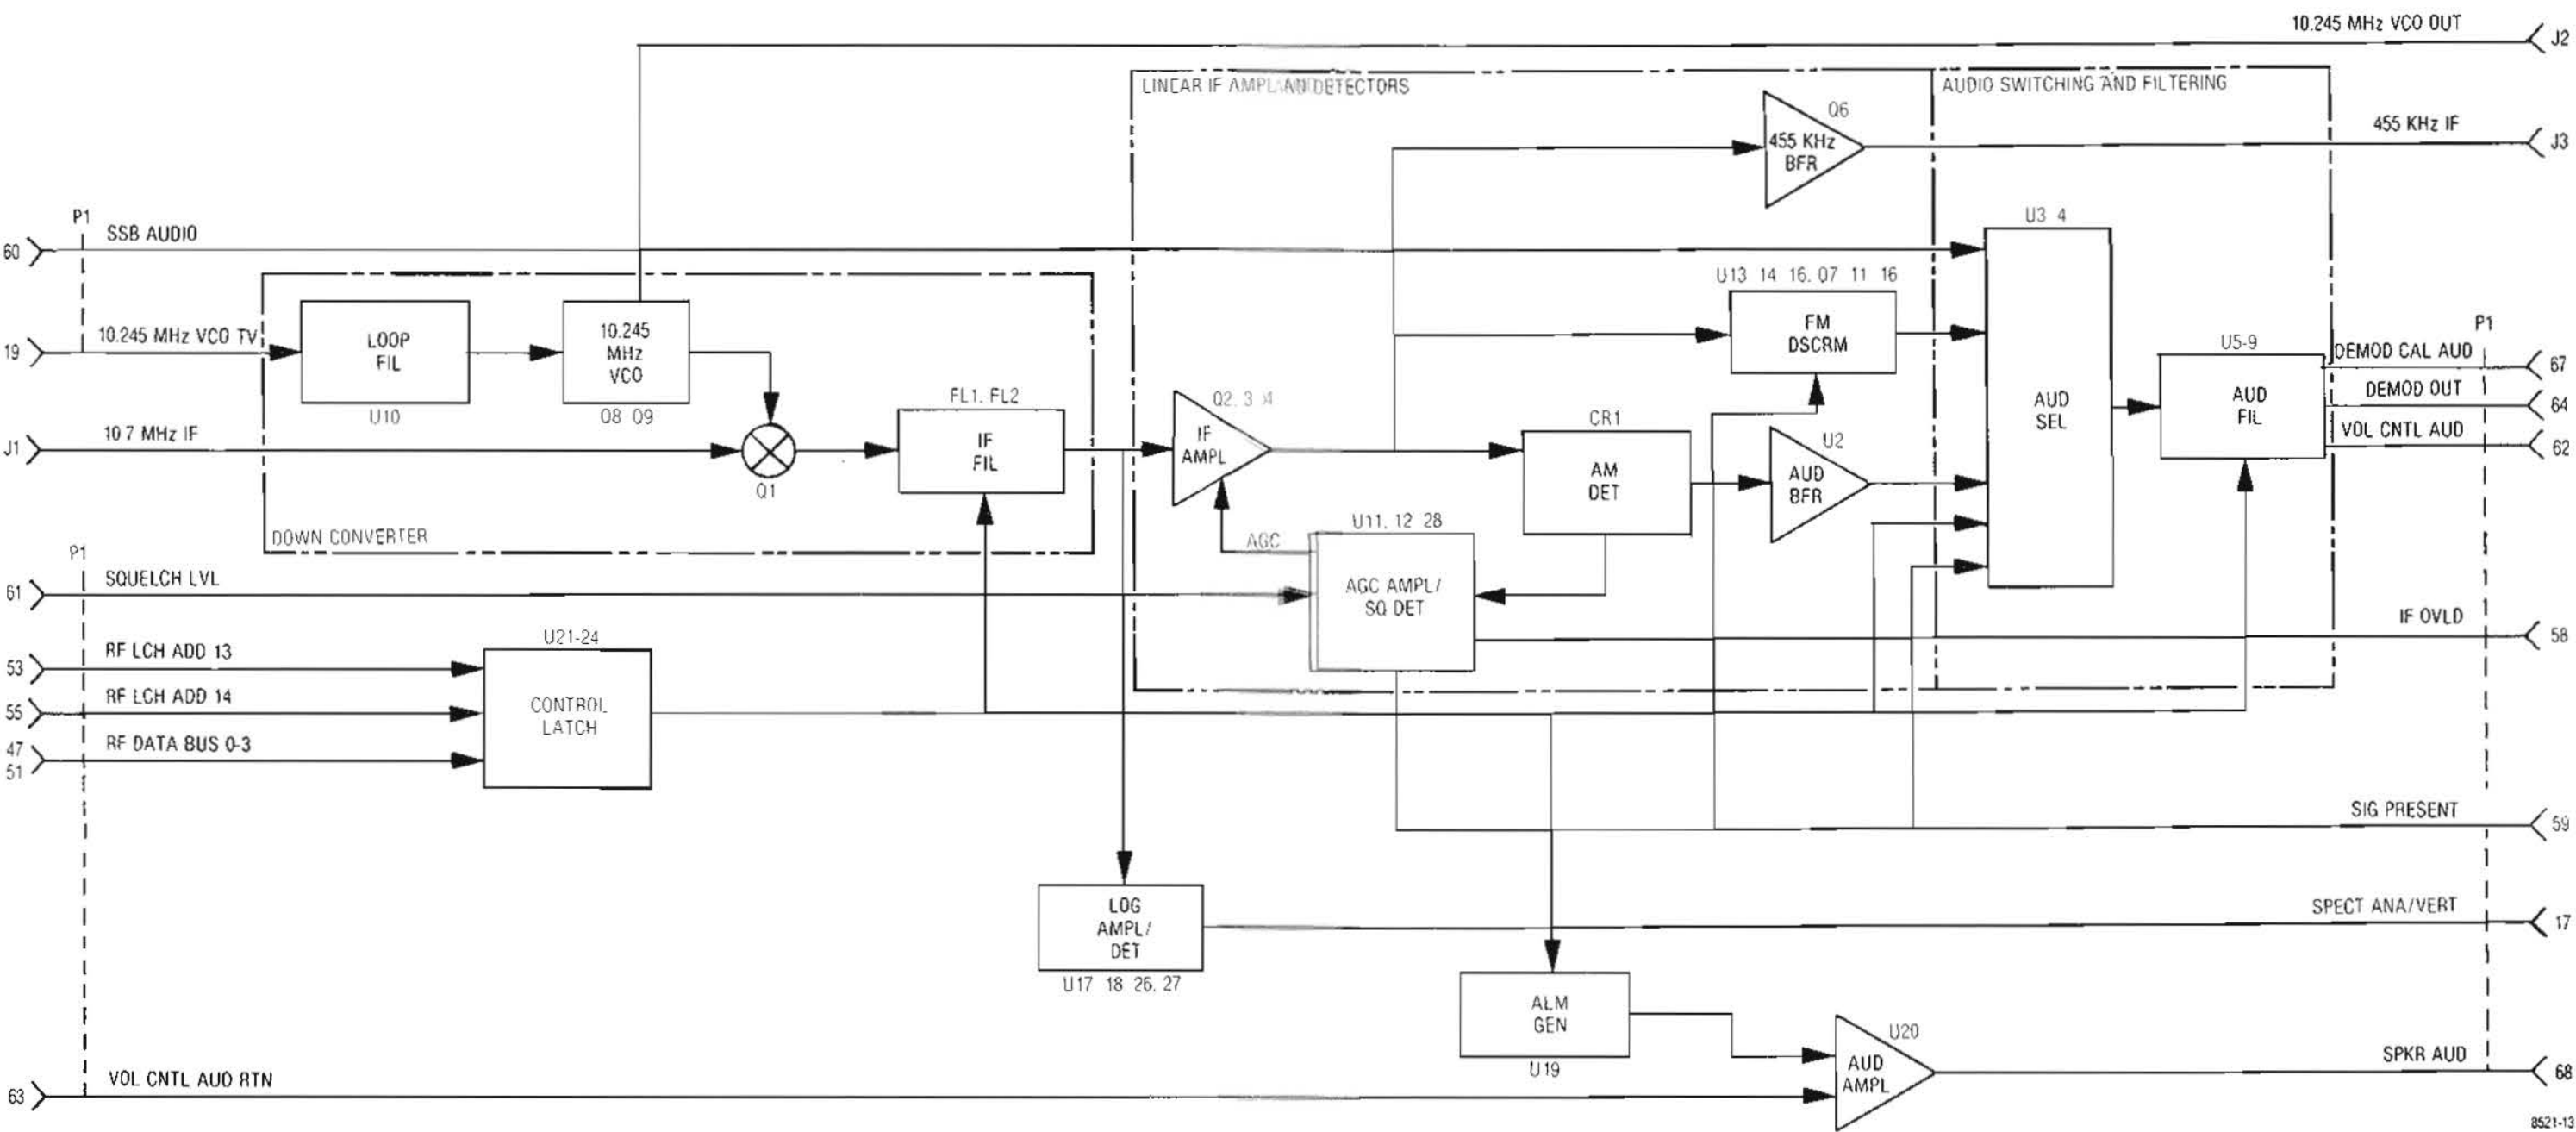 10.245 MHz VCO OUT
J2
LINEAR IF AMPL AND DETECTORS
AUDIO SWITCHING AND FILTERING
Q6
455 KHz
BFR
455 KHz IF
J3
P1
60
SSB AUDIO
U3 4
U13 14 16. 07 11 16
FM
DSCRM
19
10.245 MHz VCO TV
LOOP
FIL
U10
10.245
MHz
VCO
Q8 Q9
P1
U5-9
AUD
FIL
DEMOD CAL AUD
67
DEMOD OUT
64
VOL CNTL AUD
62
AUD
SEL
J1
10 7 MHz IF
Q1
FL1. FL2
IF
FIL
IF
AMPL
CR1
AM
DET
U2
AUD
BFR
DOWN CONVERTER
AGC
U11. 12 28
AGC AMPL/
SQ DET
P1
61
SQUELCH LVL
IF OVLD
58
53
RF LCH ADD 13
55
RF LCH ADD 14
47
51
RF DATA BUS 0-3
U21-24
CONTROL
LATCH
SIG PRESENT
59
LOG
AMPL/
DET
U17 18 26. 27
SPECT ANA/VERT
17
ALM
GEN
U19
U20
AUD
AMPL
SPKR AUD
68
63
VOL CNTL AUD RTN
8521-13